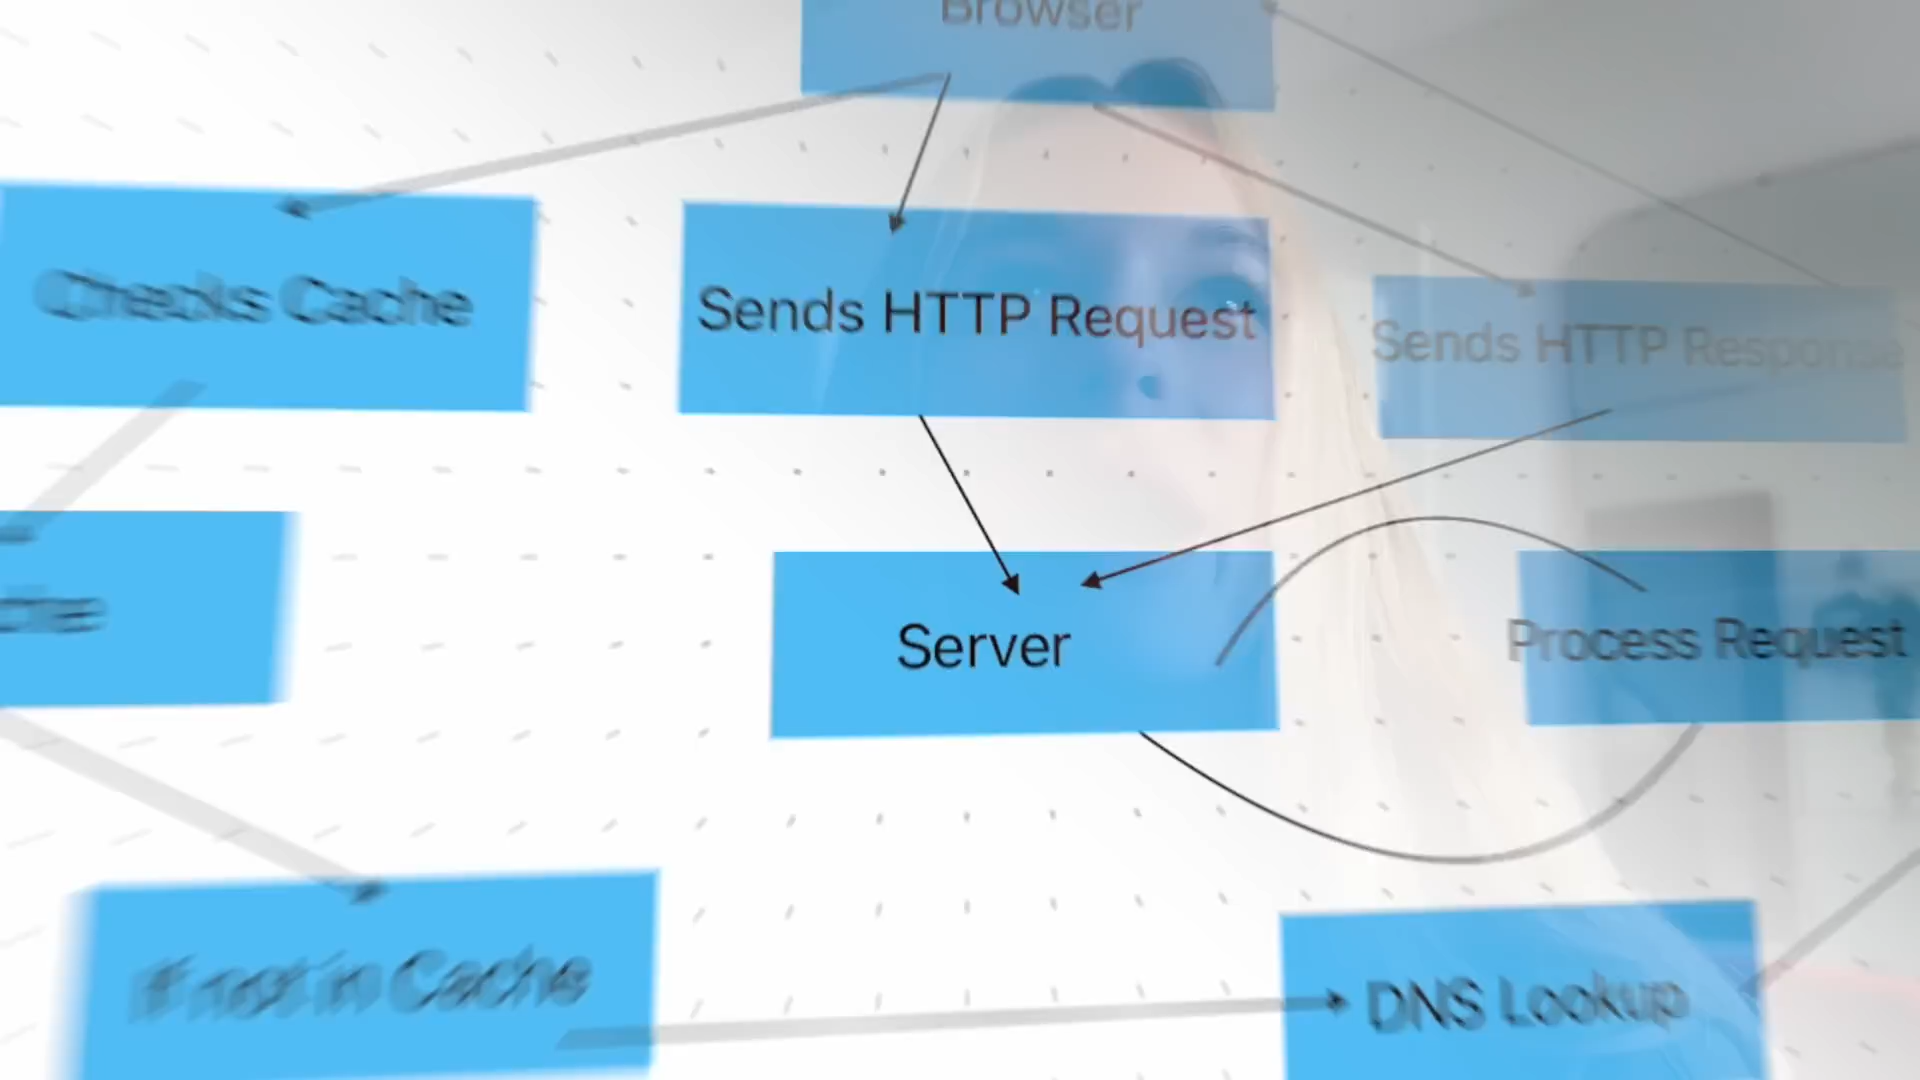 Browser
Checks Cache
Sends HTTP Request
Sends HTTP Response
Server
Process Request
If not in Cache
DNS Lookup